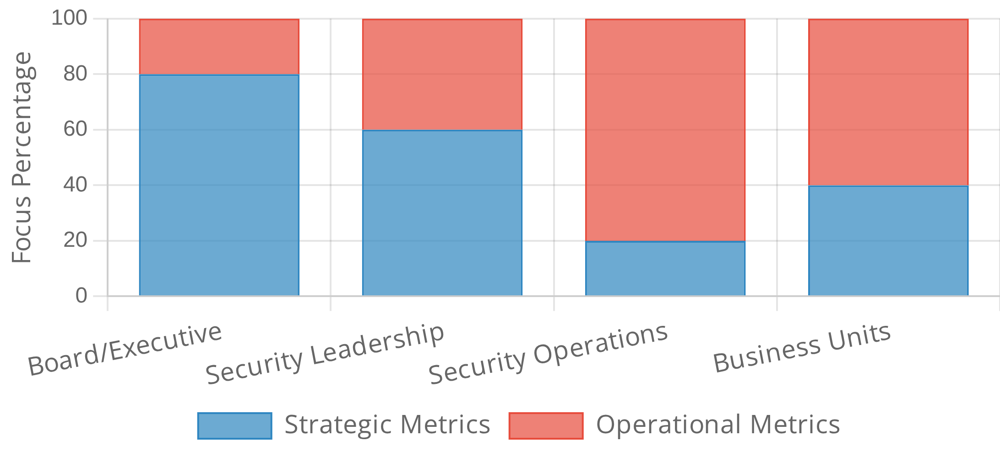 Focus Percentage
100
80
60
40
20
0
Board/Executive
Security Leadership
Security Operations
Business Units
Strategic Metrics
Operational Metrics